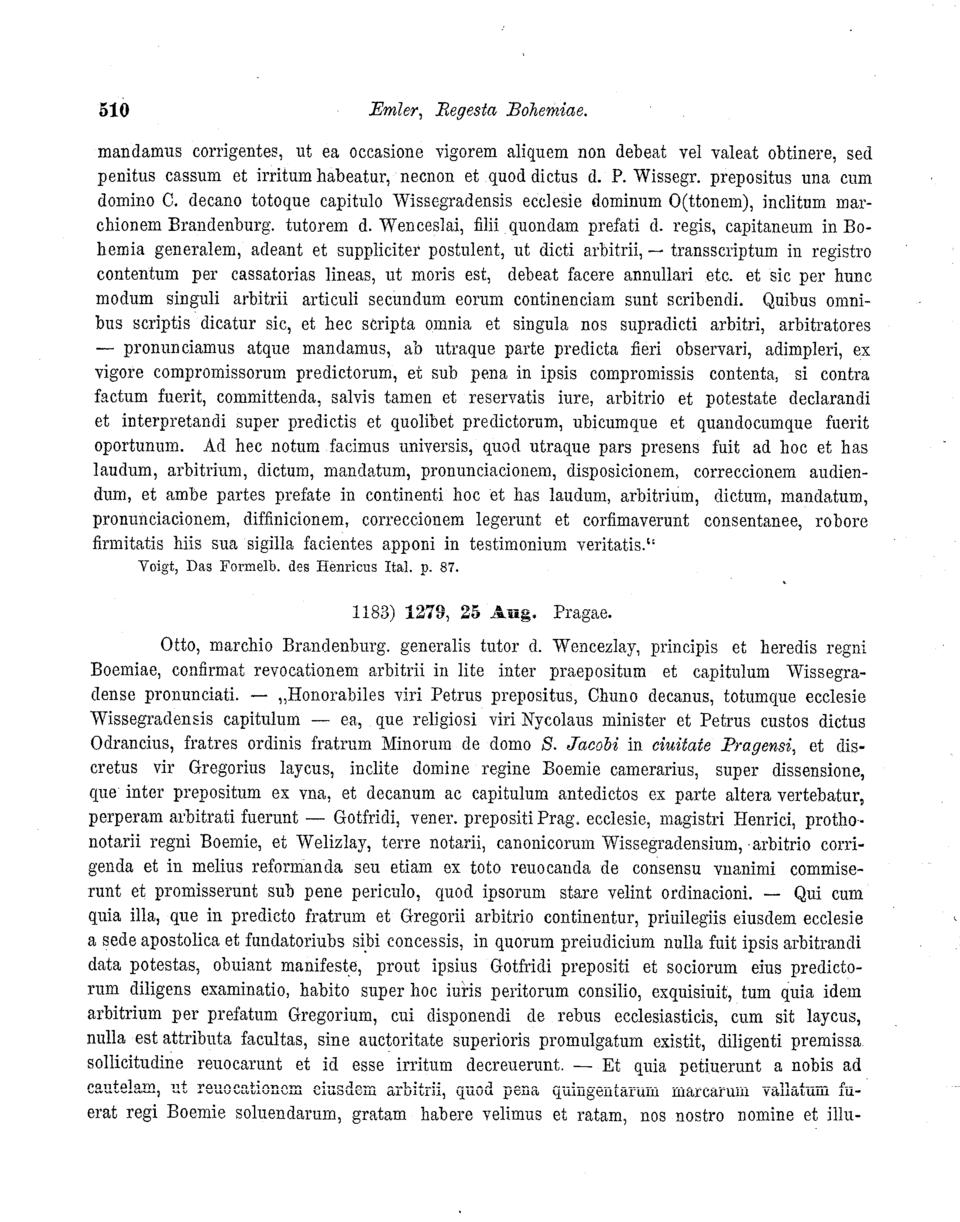 510 Emler, Regesta Bohemiae.
mandamus corrigentes, ut ea occasione vigorem aliquem non debeat vel valeat obtinere, sed
penitus cassum et irritum habeatur, necnon et quod dictus d. P. Wissegr. prepositus una cum
domino C. decano totoque capitulo Wissegradensis ecclesie dominum O(ttonem), inclitum mar-
chionem Brandenburg. tutorem d. Wenceslai, filii quondam prefati d. regis, capitaneum in Bo-
hemia generalem, adeant et suppliciter postulent, ut dicti arbitrii, — transscriptum in registro
contentum per cassatorias lineas, ut moris est, debeat facere annullari etc. et sic per hunc
modum singuli arbitrii articuli secundum eorum continenciam sunt scribendi. Quibus omni-
bus scriptis dicatur sic, et hec scripta omnia et singula nos supradicti arbitri, arbitratores
— pronunciamus atque mandamus, ab utraque parte predicta fieri observari, adimpleri, ex
vigore compromissorum predictorum, et sub pena in ipsis compromissis contenta, si contra
factum fuerit, committenda, salvis tamen et reservatis iure, arbitrio et potestate declarandi
et interpretandi super predictis et quolibet predictorum, ubicumque et quandocumque fuerit
oportunum. Ad hec notum facimus universis, quod utraque pars presens fuit ad hoc et has
laudum, arbitrium, dictum, mandatum, pronunciacionem, disposicionem, correccionem audien-
dum, et ambe partes prefate in continenti hoc et has laudum, arbitrium, dictum, mandatum,
pronunciacionem, diffinicionem, correccionem legerunt et corfimaverunt consentanee, robore
firmitatis hiis sua sigilla facientes apponi in testimonium veritatis.“
Voigt, Das Formelb. des Henricus Ital. p. 87.
1183) 1279, 25 Aug. Pragae.
Otto, marchio Brandenburg. generalis tutor d. Wencezlay, principis et heredis regni
Boemiae, confirmat revocationem arbitrii in lite inter praepositum et capitulum Wissegra-
dense pronunciati. — „Honorabiles viri Petrus prepositus, Chuno decanus, totumque ecclesie
Wissegradensis capitulum — ea, que religiosi viri Nycolaus minister et Petrus custos dictus
Odrancius, fratres ordinis fratrum Minorum de domo S. Jacobi in ciuitate Pragensi, et dis-
cretus vir Gregorius laycus, inclite domine regine Boemie camerarius, super dissensione,
que inter prepositum ex vna, et decanum ac capitulum antedictos ex parte altera vertebatur,
perperam arbitrati fuerunt — Gotfridi, vener. prepositi Prag. ecclesie, magistri Henrici, protho-
notarii regni Boemie, et Welizlay, terre notarii, canonicorum Wissegradensium, arbitrio corri-
genda et in melius reformanda seu etiam ex toto reuocanda de consensu vnanimi commise-
runt et promisserunt sub pene periculo, quod ipsorum stare velint ordinacioni. — Qui cum
quia illa, que in predicto fratrum et Gregorii arbitrio continentur, priuilegiis eiusdem ecclesie
a sede apostolica et fundatoriubs sibi concessis, in quorum preiudicium nulla fuit ipsis arbitrandi
data potestas, obuiant manifeste, prout ipsius Gotfridi prepositi et sociorum eius predicto-
rum diligens examinatio, habito super hoc iuris peritorum consilio, exquisiuit, tum quia idem
arbitrium per prefatum Gregorium, cui disponendi de rebus ecclesiasticis, cum sit laycus,
nulla est attributa facultas, sine auctoritate superioris promulgatum existit, diligenti premissa
sollicitudine reuocarunt et id esse irritum decreuerunt. — Et quia petiuerunt a nobis ad
cautelam, ut reuocationem eiusdem arbitrii, quod pena quingentarum marcarum vallatum fu-
erat regi Boemie soluendarum, gratam habere velimus et ratam, nos nostro nomine et illu-